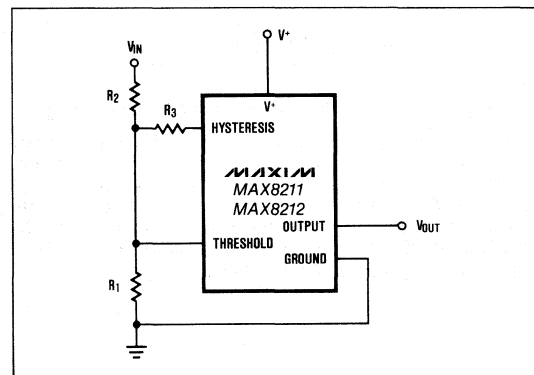 V⁺
VIN
R2
R3
V⁺
HYSTERESIS
MAXIM
MAX8211
MAX8212
OUTPUT
VOUT
THRESHOLD
GROUND
R1